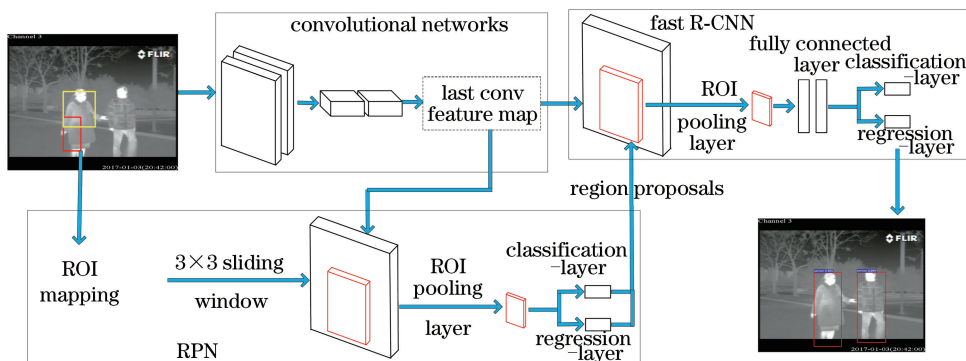 Channel 3
FLIR
2017-01-03(20:42:00)
convolutional networks
last conv
feature map
fast R-CNN
ROI
pooling
layer
fully connected
layer
classification
-layer
regression
-layer
region proposals
ROI
mapping
3×3 sliding
window
RPN
ROI
pooling
layer
classification
-layer
regression
-layer
Channel 3
FLIR
2017-01-03(20:42:00)